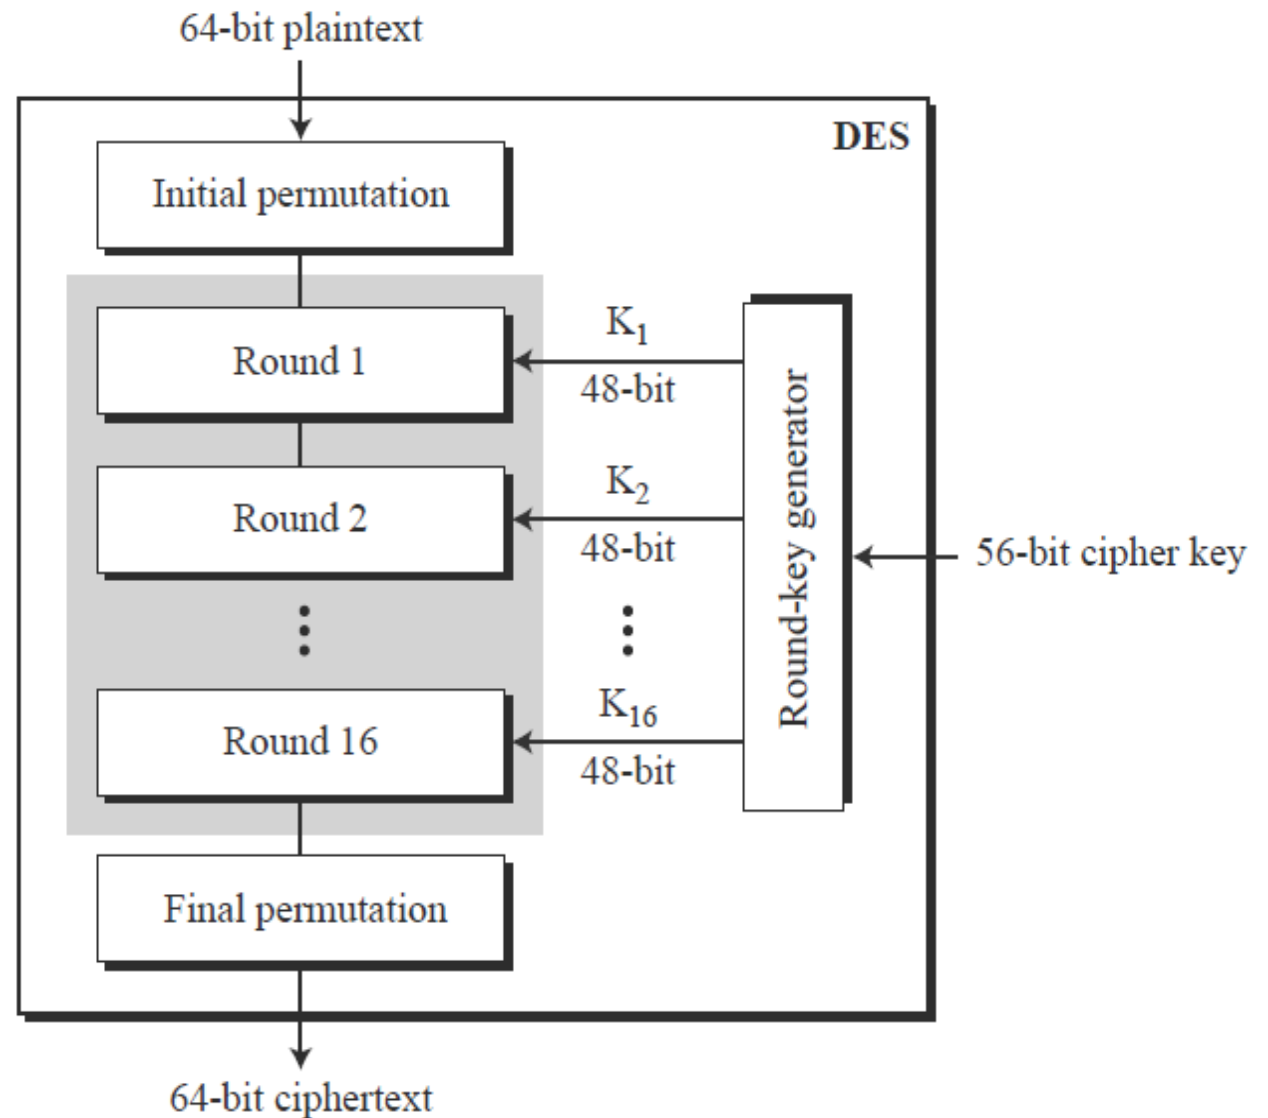 64-bit plaintext
DES
Initial permutation
K₁
Round 1
48-bit
K₂
Round 2
48-bit
Round-key generator
56-bit cipher key
K₁₆
Round 16
48-bit
Final permutation
64-bit ciphertext